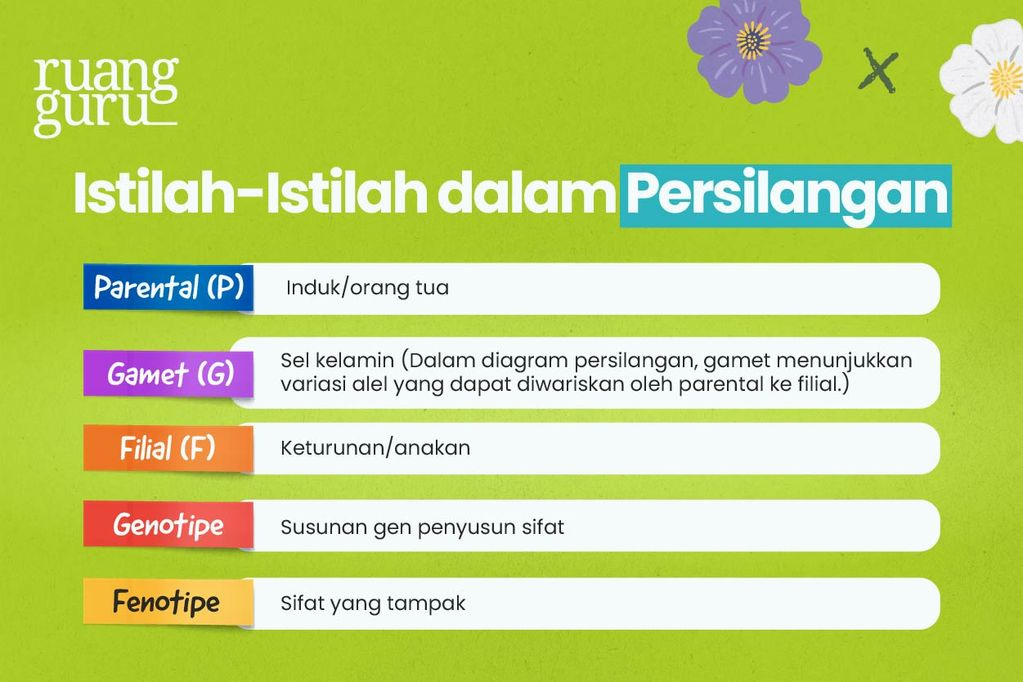 ruang
guru
Istilah-Istilah dalam Persilangan
Parental (P)
Induk/orang tua
Gamet (G)
Sel kelamin (Dalam diagram persilangan, gamet menunjukkan
variasi alel yang dapat diwariskan oleh parental ke filial.)
Filial (F)
Keturunan/anakan
Genotipe
Susunan gen penyusun sifat
Fenotipe
Sifat yang tampak